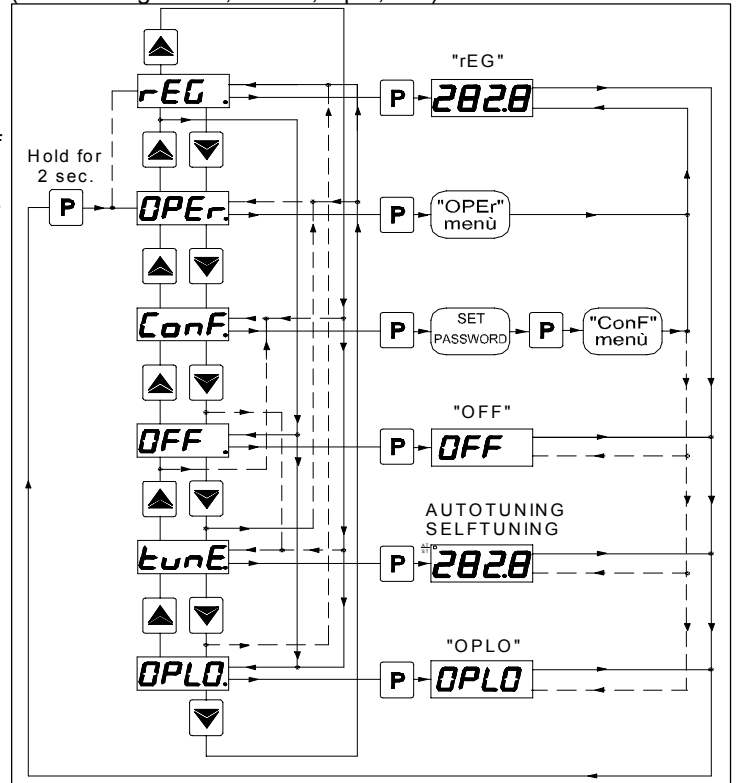 "rEG"
rEG .
P
282.8
Hold for
2 sec.
P
OPEr.
P
"OPEr"
menù
ConF.
P
SET
PASSWORD
P
"ConF"
menù
"OFF"
OFF .
P
OFF
AUTOTUNING
SELFTUNING
tunE.
P
282.8
"OPLO"
OPLO.
P
OPLO